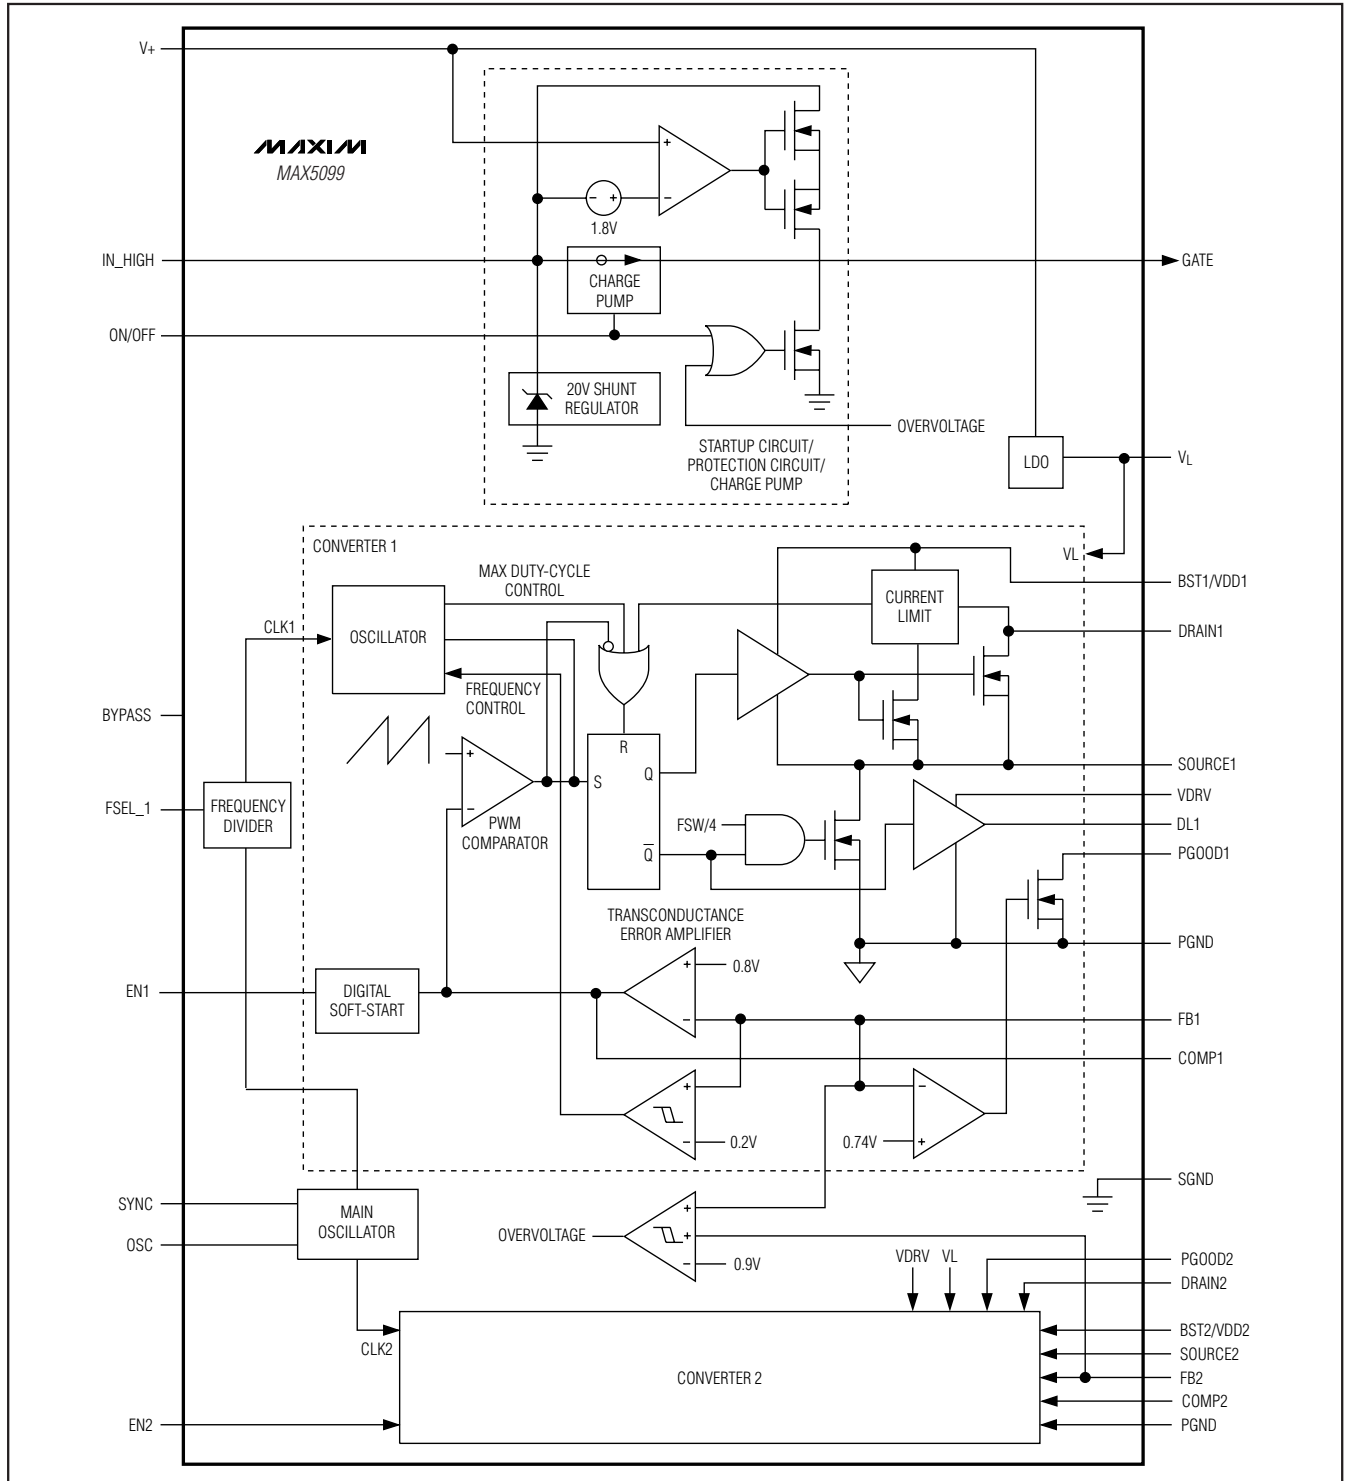 V+
MAXIM
MAX5099
+
−
− +
1.8V
IN_HIGH
GATE
CHARGE
PUMP
ON/OFF
20V SHUNT
REGULATOR
OVERVOLTAGE
STARTUP CIRCUIT/
PROTECTION CIRCUIT/
CHARGE PUMP
LDO
VL
CONVERTER 1
VL
MAX DUTY-CYCLE
CONTROL
BST1/VDD1
CURRENT
LIMIT
CLK1
OSCILLATOR
DRAIN1
FREQUENCY
CONTROL
BYPASS
R
+
−
S
Q
Q
PWM
COMPARATOR
SOURCE1
VDRV
FSEL_1
FREQUENCY
DIVIDER
FSW/4
DL1
PGOOD1
TRANSCONDUCTANCE
ERROR AMPLIFIER
PGND
+
0.8V
−
EN1
DIGITAL
SOFT-START
FB1
COMP1
+
−
0.2V
−
+
0.74V
SGND
SYNC
OSC
MAIN
OSCILLATOR
OVERVOLTAGE
+
+
−
0.9V
VDRV
VL
PGOOD2
DRAIN2
CLK2
CONVERTER 2
BST2/VDD2
SOURCE2
FB2
COMP2
PGND
EN2